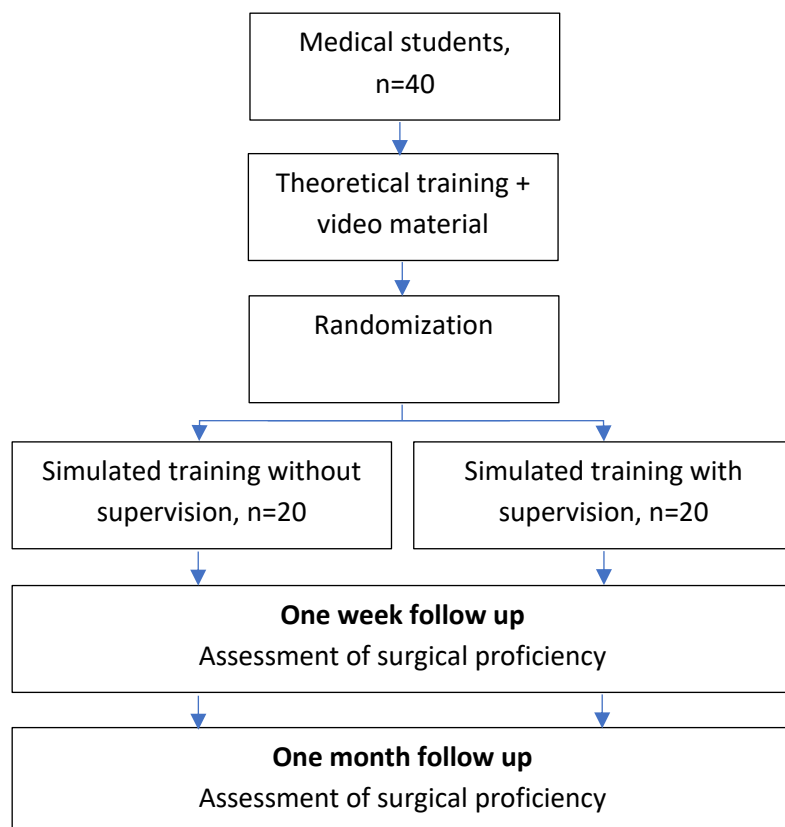 Medical students,
n=40
Theoretical training +
video material
Randomization
Simulated training without
supervision, n=20
Simulated training with
supervision, n=20
One week follow up
Assessment of surgical proficiency
One month follow up
Assessment of surgical proficiency